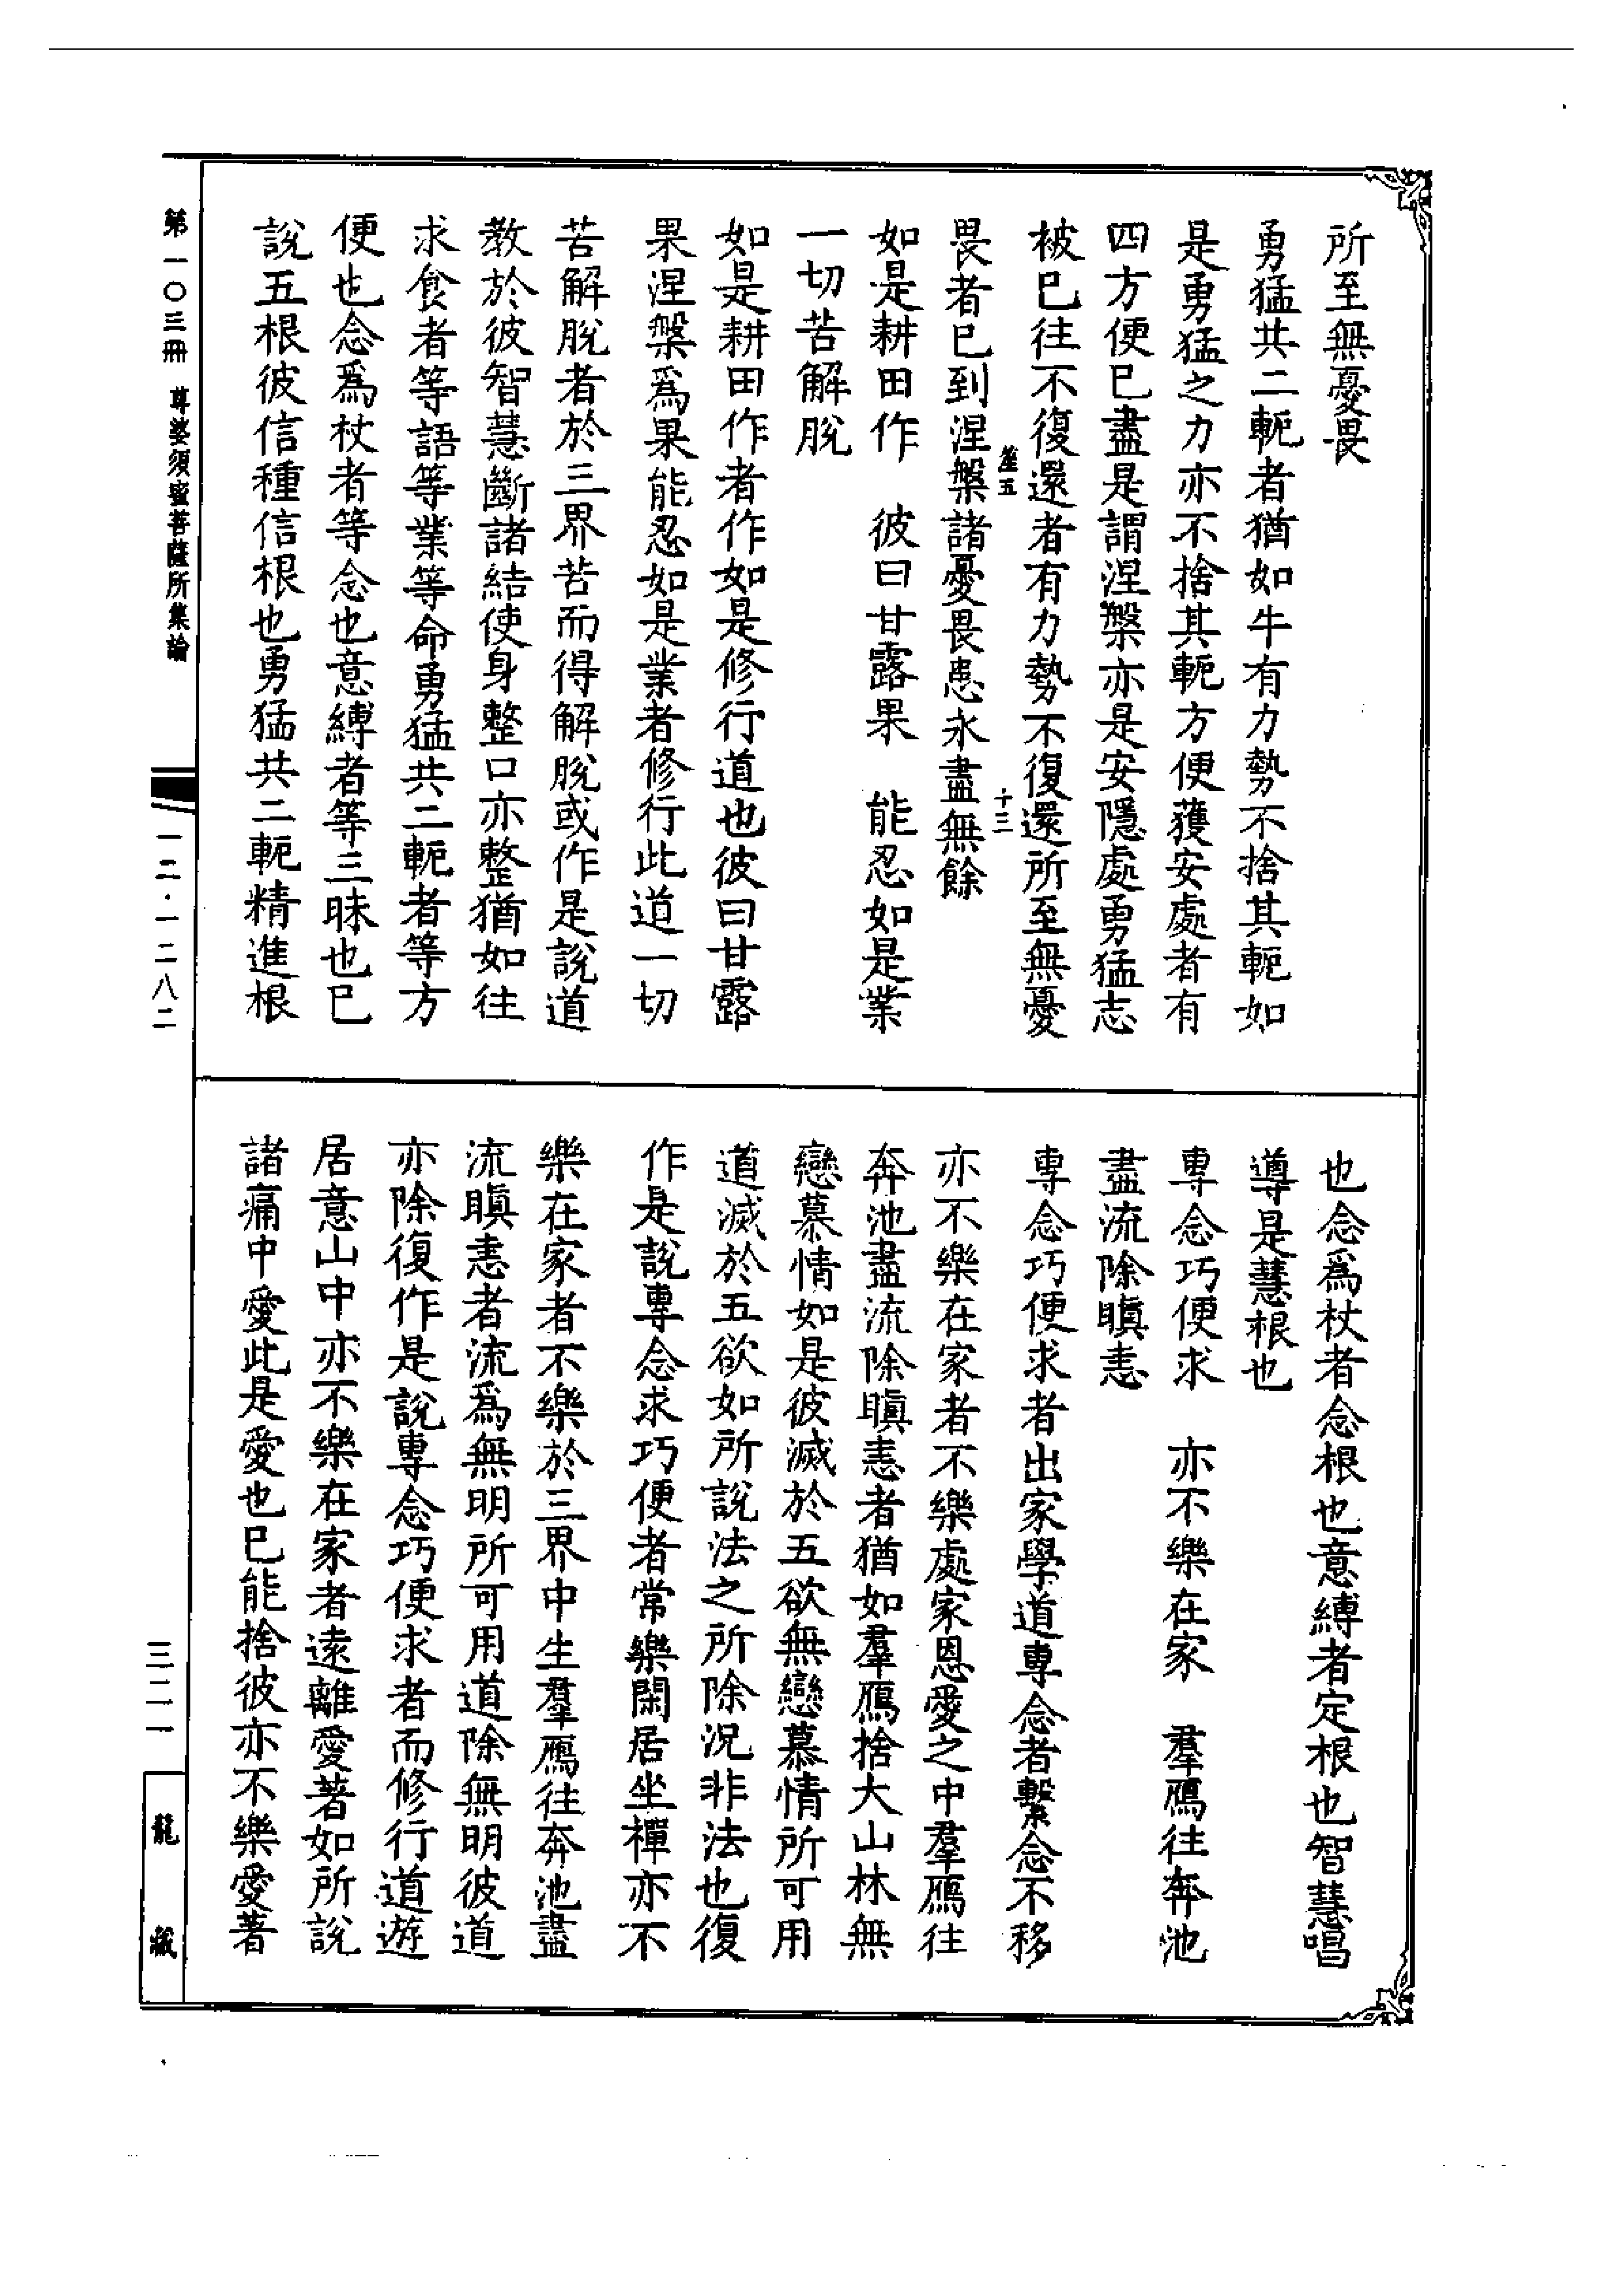 所至無憂畏
勇猛共二軛者猶如牛有力勢不捨其軛如
是勇猛之力亦不捨其軛方便獲安處者有
四方便已盡是謂涅槃亦是安隱處勇猛志
被已往不復還者有力勢不復還所至無憂
五
十三
畏者已到涅槃諸憂畏患永盡無餘
如是耕田作　彼曰甘露果　能忍如是業
一切苦解脫
如是耕田作者作如是修行道也彼曰甘露
果涅槃爲果能忍如是業者修行此道一切
苦解脫者於三界苦而得解脫或作是說道
教於彼智慧斷諸結使身整口亦整猶如往
求食者等語等業等命勇猛共二軛者等方
便也念爲杖者等念也意縛者等三昧也已
說五根彼信種信根也勇猛共二軛精進根
也念爲杖者念根也意縛者定根也智慧唱
導是慧根也
專念巧便求　亦不樂在家　羣鴈往奔池
盡流除瞋恚
專念巧便求者出家學道專念者繫念不移
亦不樂在家者不樂處家恩愛之中羣鴈往
奔池盡流除瞋恚者猶如羣鴈捨大山林無
戀慕情如是彼滅於五欲無戀慕情所可用
道滅於五欲如所說法之所除況非法也復
作是說專念求巧便者常樂閑居坐禪亦不
樂在家者不樂於三界中生羣鴈往奔池盡
流瞋恚者流爲無明所可用道除無明彼道
亦除復作是說專念巧便求者而修行道遊
居意山中亦不樂在家者遠離愛著如所說
諸痛中愛此是愛也已能捨彼亦不樂愛著
第一〇三冊　尊婆須蜜菩薩所集論
一二·一二八二
三二一
龍藏